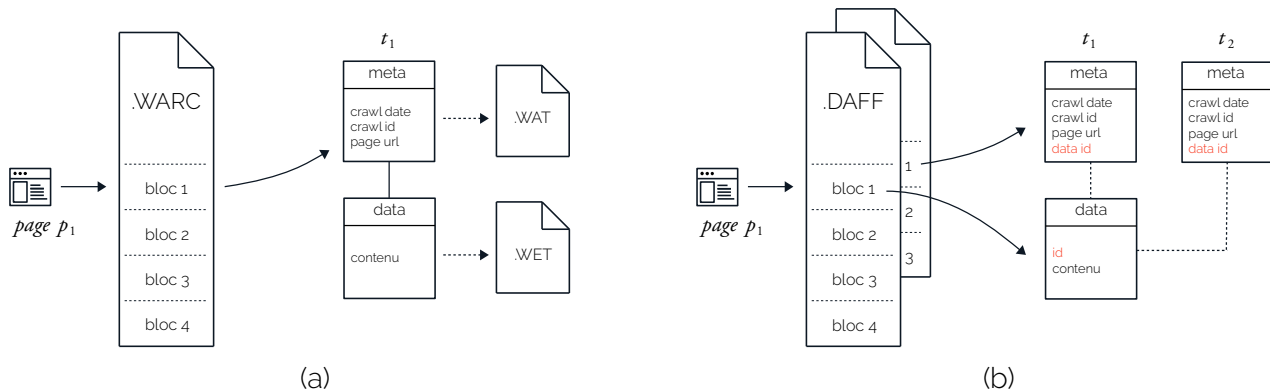 t1
meta
.WARC
crawl date
crawl id
page url
.WAT
bloc 1
page p1
data
bloc 2
contenu
.WET
bloc 3
bloc 4
(a)
t1
t2
meta
meta
.DAFF
crawl date
crawl id
page url
data id
crawl date
crawl id
page url
data id
1
bloc 1
page p1
2
data
bloc 2
id
contenu
3
bloc 3
bloc 4
(b)